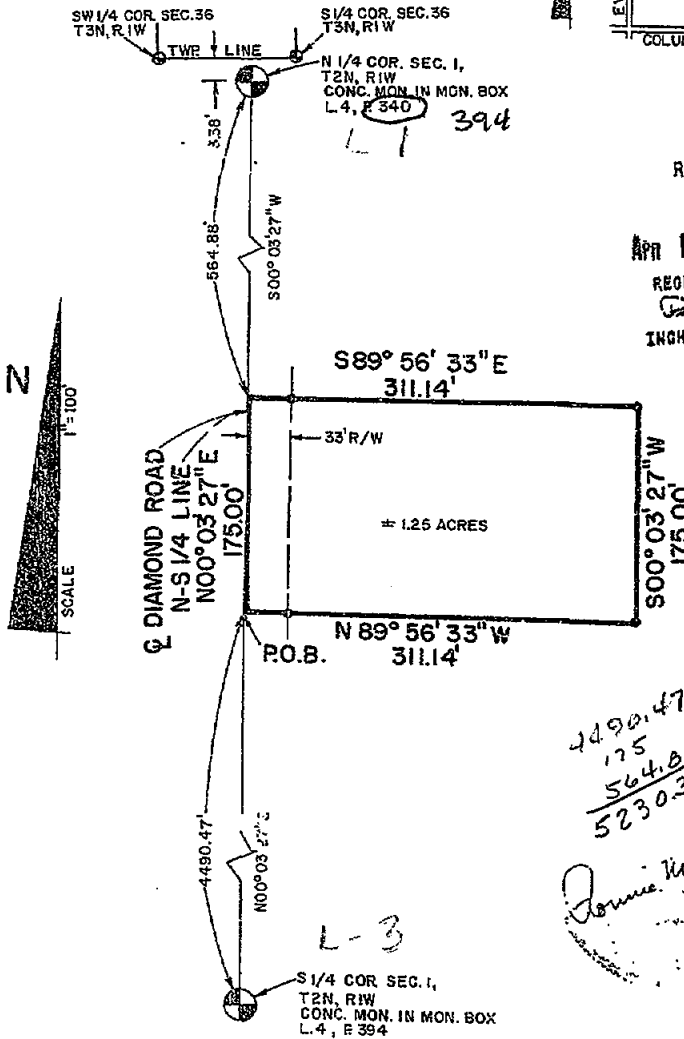 SW 1/4 COR. SEC. 36
T3N, R1W
S 1/4 COR. SEC. 36
T3N, R1W
TWP. LINE
N 1/4 COR. SEC. 1,
T2N, R1W
CONC. MON. IN MON. BOX
L.4, P. 340
L 1
394
3.38'
564.88'
S00° 03' 27" W
N
1"=100'
SCALE
S 89° 56' 33" E
311.14'
33' R/W
± 1.25 ACRES
℄ DIAMOND ROAD
N-S 1/4 LINE
N00° 03' 27" E
175.00'
S00° 03' 27" W
175.00'
P.O.B.
N 89° 56' 33" W
311.14'
4490.47'
N00° 03' 27" E
4490.47
175
564.8
5230.3
L-3
S 1/4 COR. SEC. 1,
T2N, R1W
CONC. MON. IN MON. BOX
L.4, P. 394
COLU